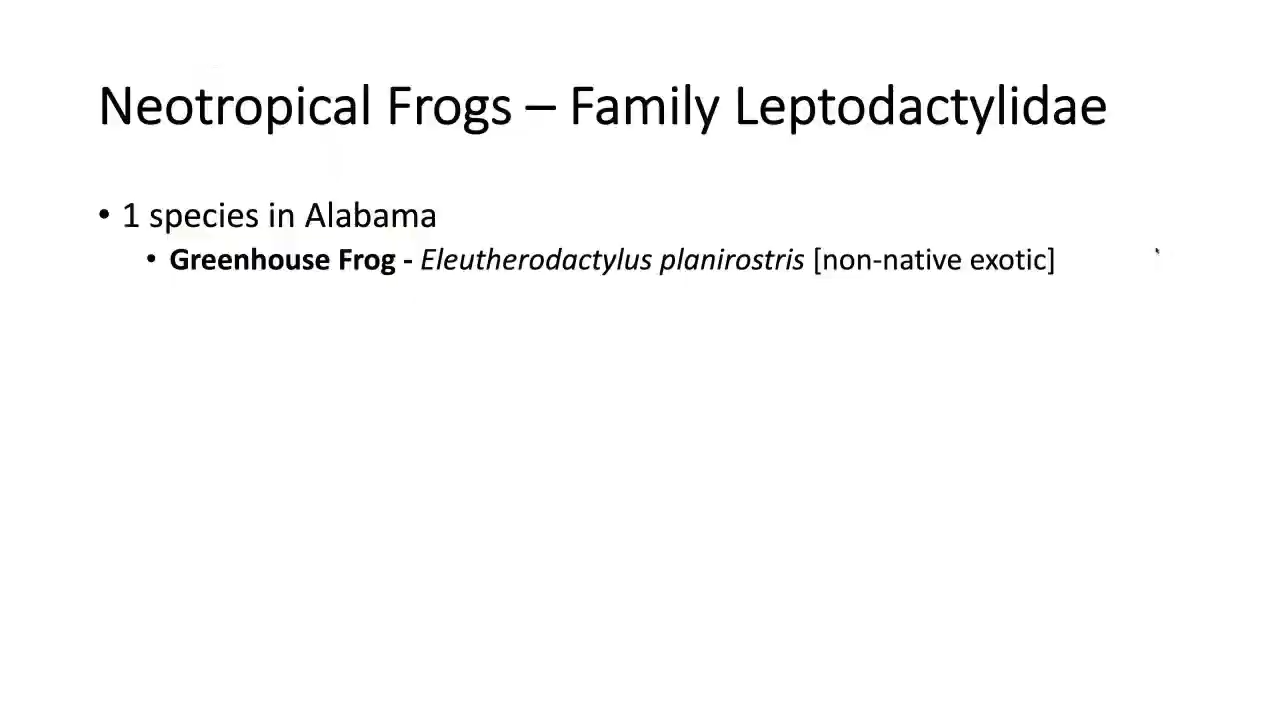 Neotropical Frogs – Family Leptodactylidae
• 1 species in Alabama
• Greenhouse Frog - Eleutherodactylus planirostris [non-native exotic]